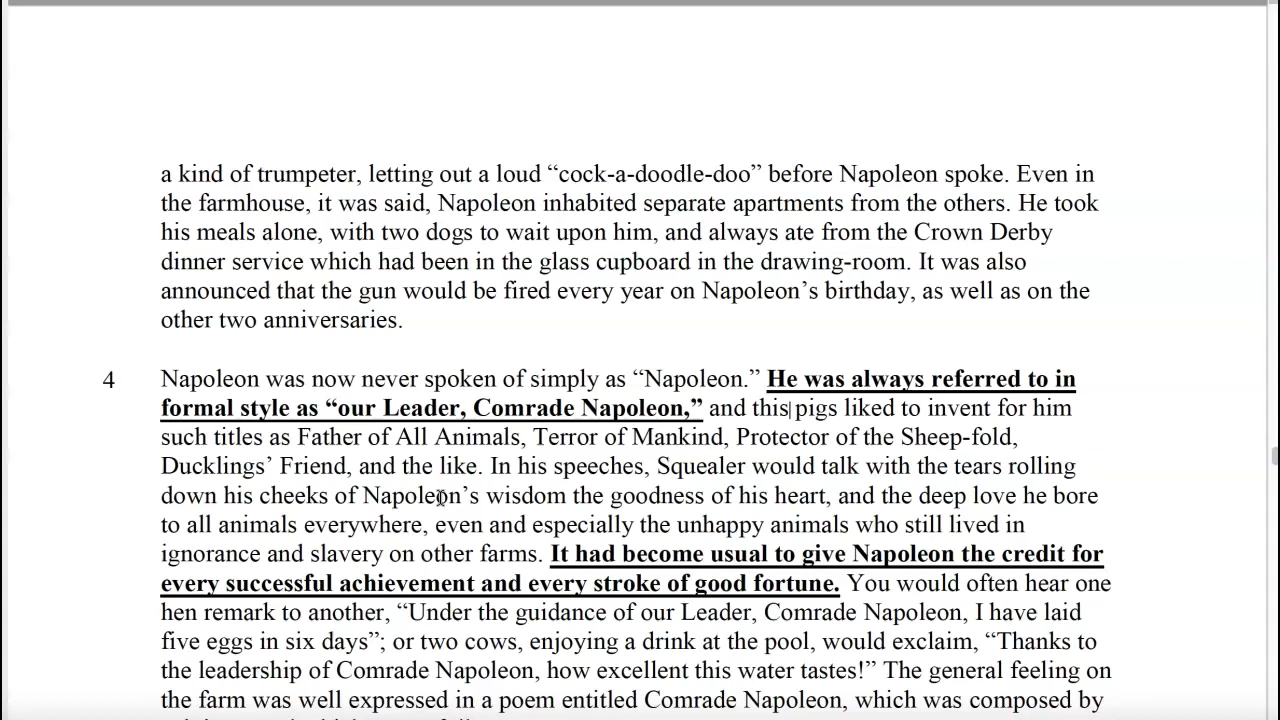 a kind of trumpeter, letting out a loud “cock-a-doodle-doo” before Napoleon spoke. Even in
the farmhouse, it was said, Napoleon inhabited separate apartments from the others. He took
his meals alone, with two dogs to wait upon him, and always ate from the Crown Derby
dinner service which had been in the glass cupboard in the drawing-room. It was also
announced that the gun would be fired every year on Napoleon’s birthday, as well as on the
other two anniversaries.
4 Napoleon was now never spoken of simply as “Napoleon.” He was always referred to in
formal style as “our Leader, Comrade Napoleon,” and this pigs liked to invent for him
such titles as Father of All Animals, Terror of Mankind, Protector of the Sheep-fold,
Ducklings’ Friend, and the like. In his speeches, Squealer would talk with the tears rolling
down his cheeks of Napoleon’s wisdom the goodness of his heart, and the deep love he bore
to all animals everywhere, even and especially the unhappy animals who still lived in
ignorance and slavery on other farms. It had become usual to give Napoleon the credit for
every successful achievement and every stroke of good fortune. You would often hear one
hen remark to another, “Under the guidance of our Leader, Comrade Napoleon, I have laid
five eggs in six days”; or two cows, enjoying a drink at the pool, would exclaim, “Thanks to
the leadership of Comrade Napoleon, how excellent this water tastes!” The general feeling on
the farm was well expressed in a poem entitled Comrade Napoleon, which was composed by